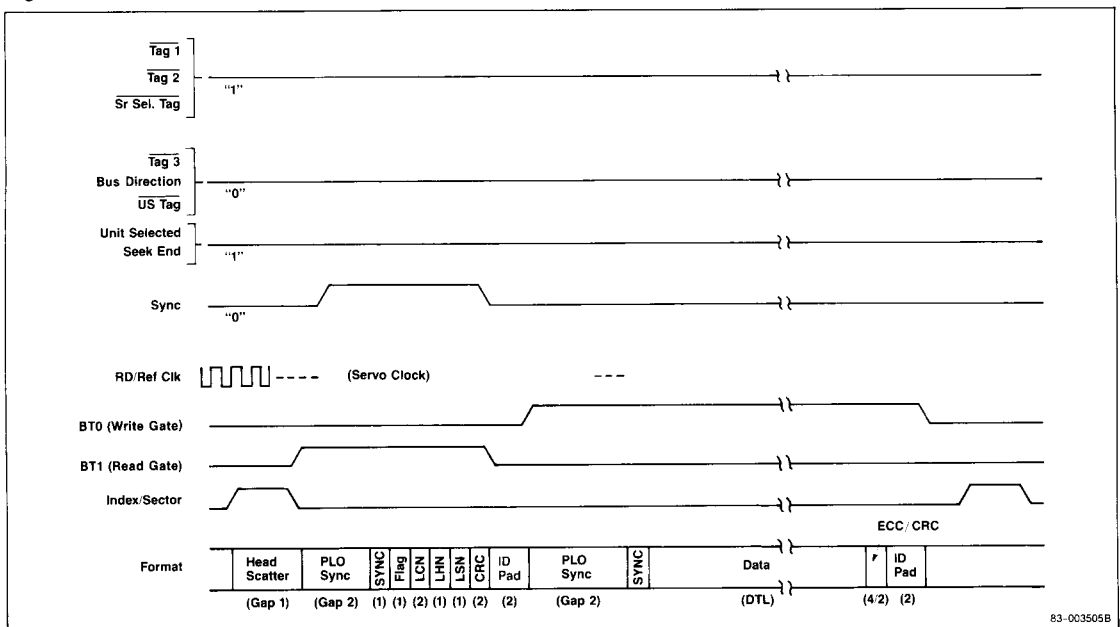 Tag 1
Tag 2
Sr Sel. Tag
"1"
Tag 3
Bus Direction
US Tag
"0"
Unit Selected
Seek End
"1"
Sync
"0"
RD/Ref Clk
(Servo Clock)
BT0 (Write Gate)
BT1 (Read Gate)
Index/Sector
ECC/CRC
Format
Head Scatter
PLO Sync
SYNC
Flag
LCN
LHN
LSN
CRC
ID Pad
PLO Sync
SYNC
Data
ID Pad
(Gap 1) (Gap 2) (1) (1) (2) (1) (1) (2) (2) (Gap 2) (DTL) (4/2) (2)
83-003505B